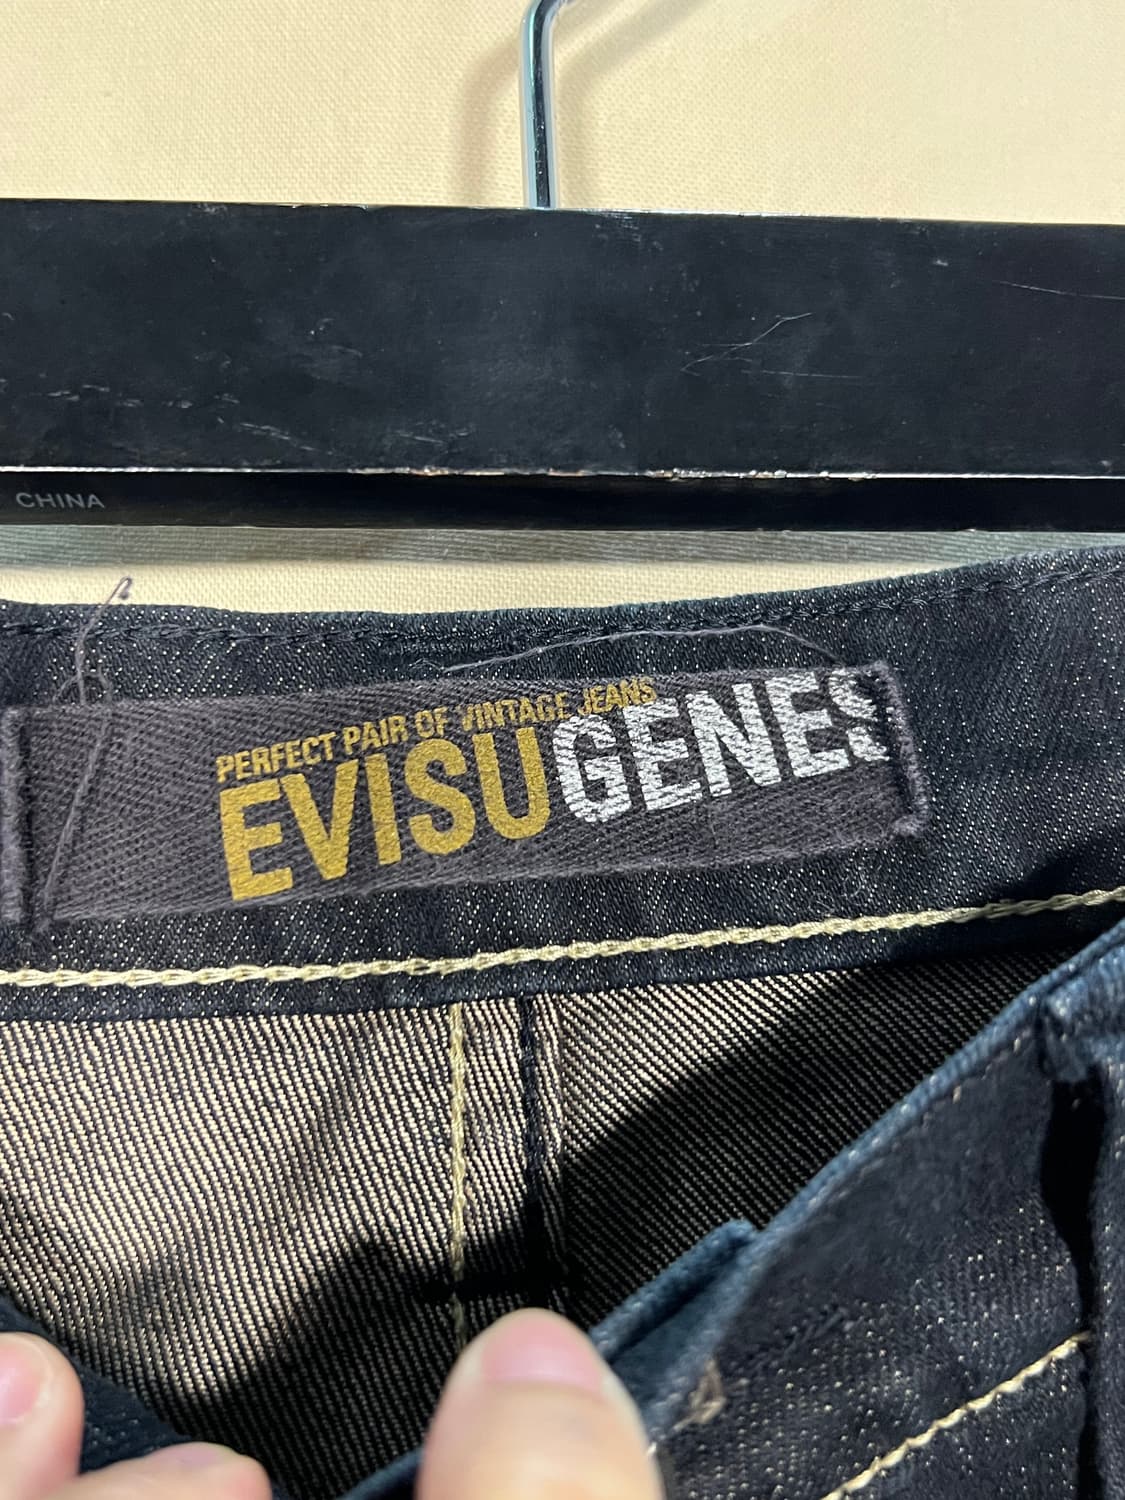 CHINA
PERFECT PAIR OF VINTAGE JEANS
EVISUGENES